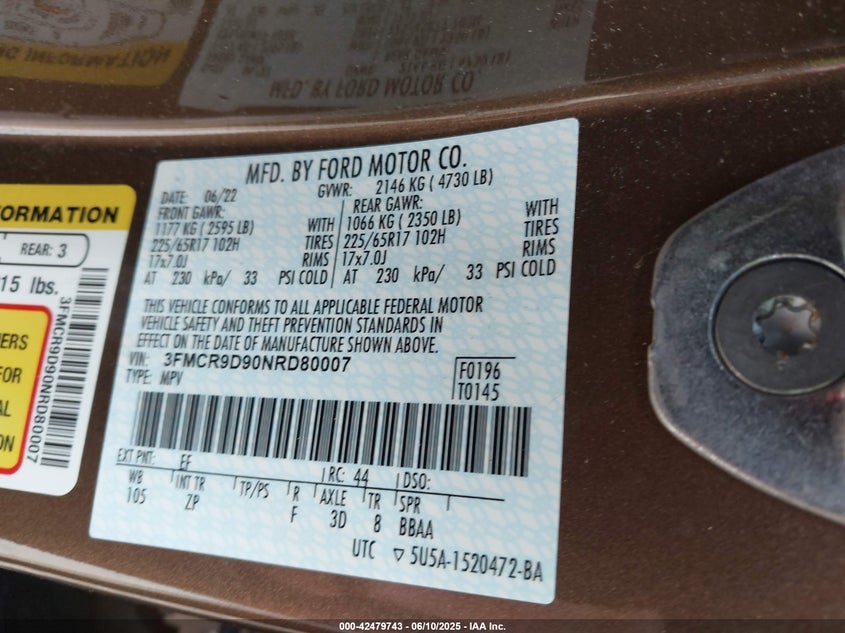 MFD. BY FORD MOTOR CO.
DATE: 06/22 GVWR: 2146 KG ( 4730 LB)
FRONT GAWR: REAR GAWR:
1177 KG ( 2595 LB) WITH 1066 KG ( 2350 LB) WITH
225/65R17 102H TIRES 225/65R17 102H TIRES
17x7.0J RIMS 17x7.0J RIMS
AT 230 kPa/ 33 PSI COLD AT 230 kPa/ 33 PSI COLD
THIS VEHICLE CONFORMS TO ALL APPLICABLE FEDERAL MOTOR
VEHICLE SAFETY AND THEFT PREVENTION STANDARDS IN
EFFECT ON THE DATE OF MANUFACTURE SHOWN ABOVE.
VIN: 3FMCR9D90NRD80007
TYPE: MPV
F0196
T0145
EXT PNT: EF RC: 44 DSO:
WB INT TR TP/PS R AXLE TR SPR
105 ZP F 3D 8 BBAA
UTC ▽ 5U5A-1520472-BA
REAR: 3
15 lbs.
3FMCR9D90NRD80007
FOR
MFD. BY FORD MOTOR CO.
000-42479743 / 06/10/2025 - IAA Inc.